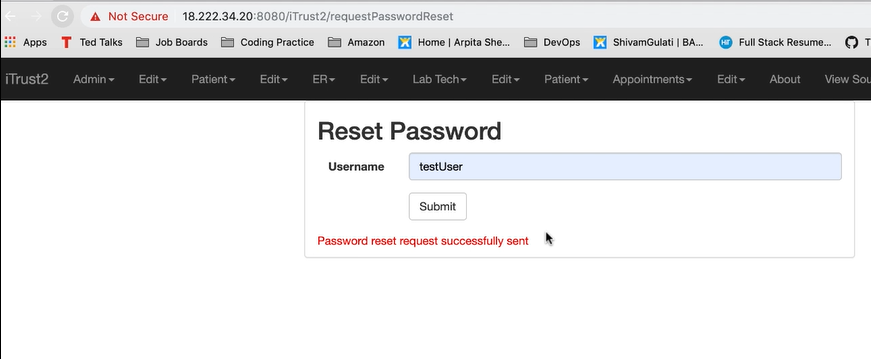 Not Secure 18.222.34.20:8080/iTrust2/requestPasswordReset
Apps Ted Talks Job Boards Coding Practice Amazon Home | Arpita She... DevOps ShivamGulati | BA... HR Full Stack Resume...
iTrust2 Admin Edit Patient Edit ER Edit Lab Tech Edit Patient Appointments Edit About View Sou
Reset Password
Username testUser
Submit
Password reset request successfully sent